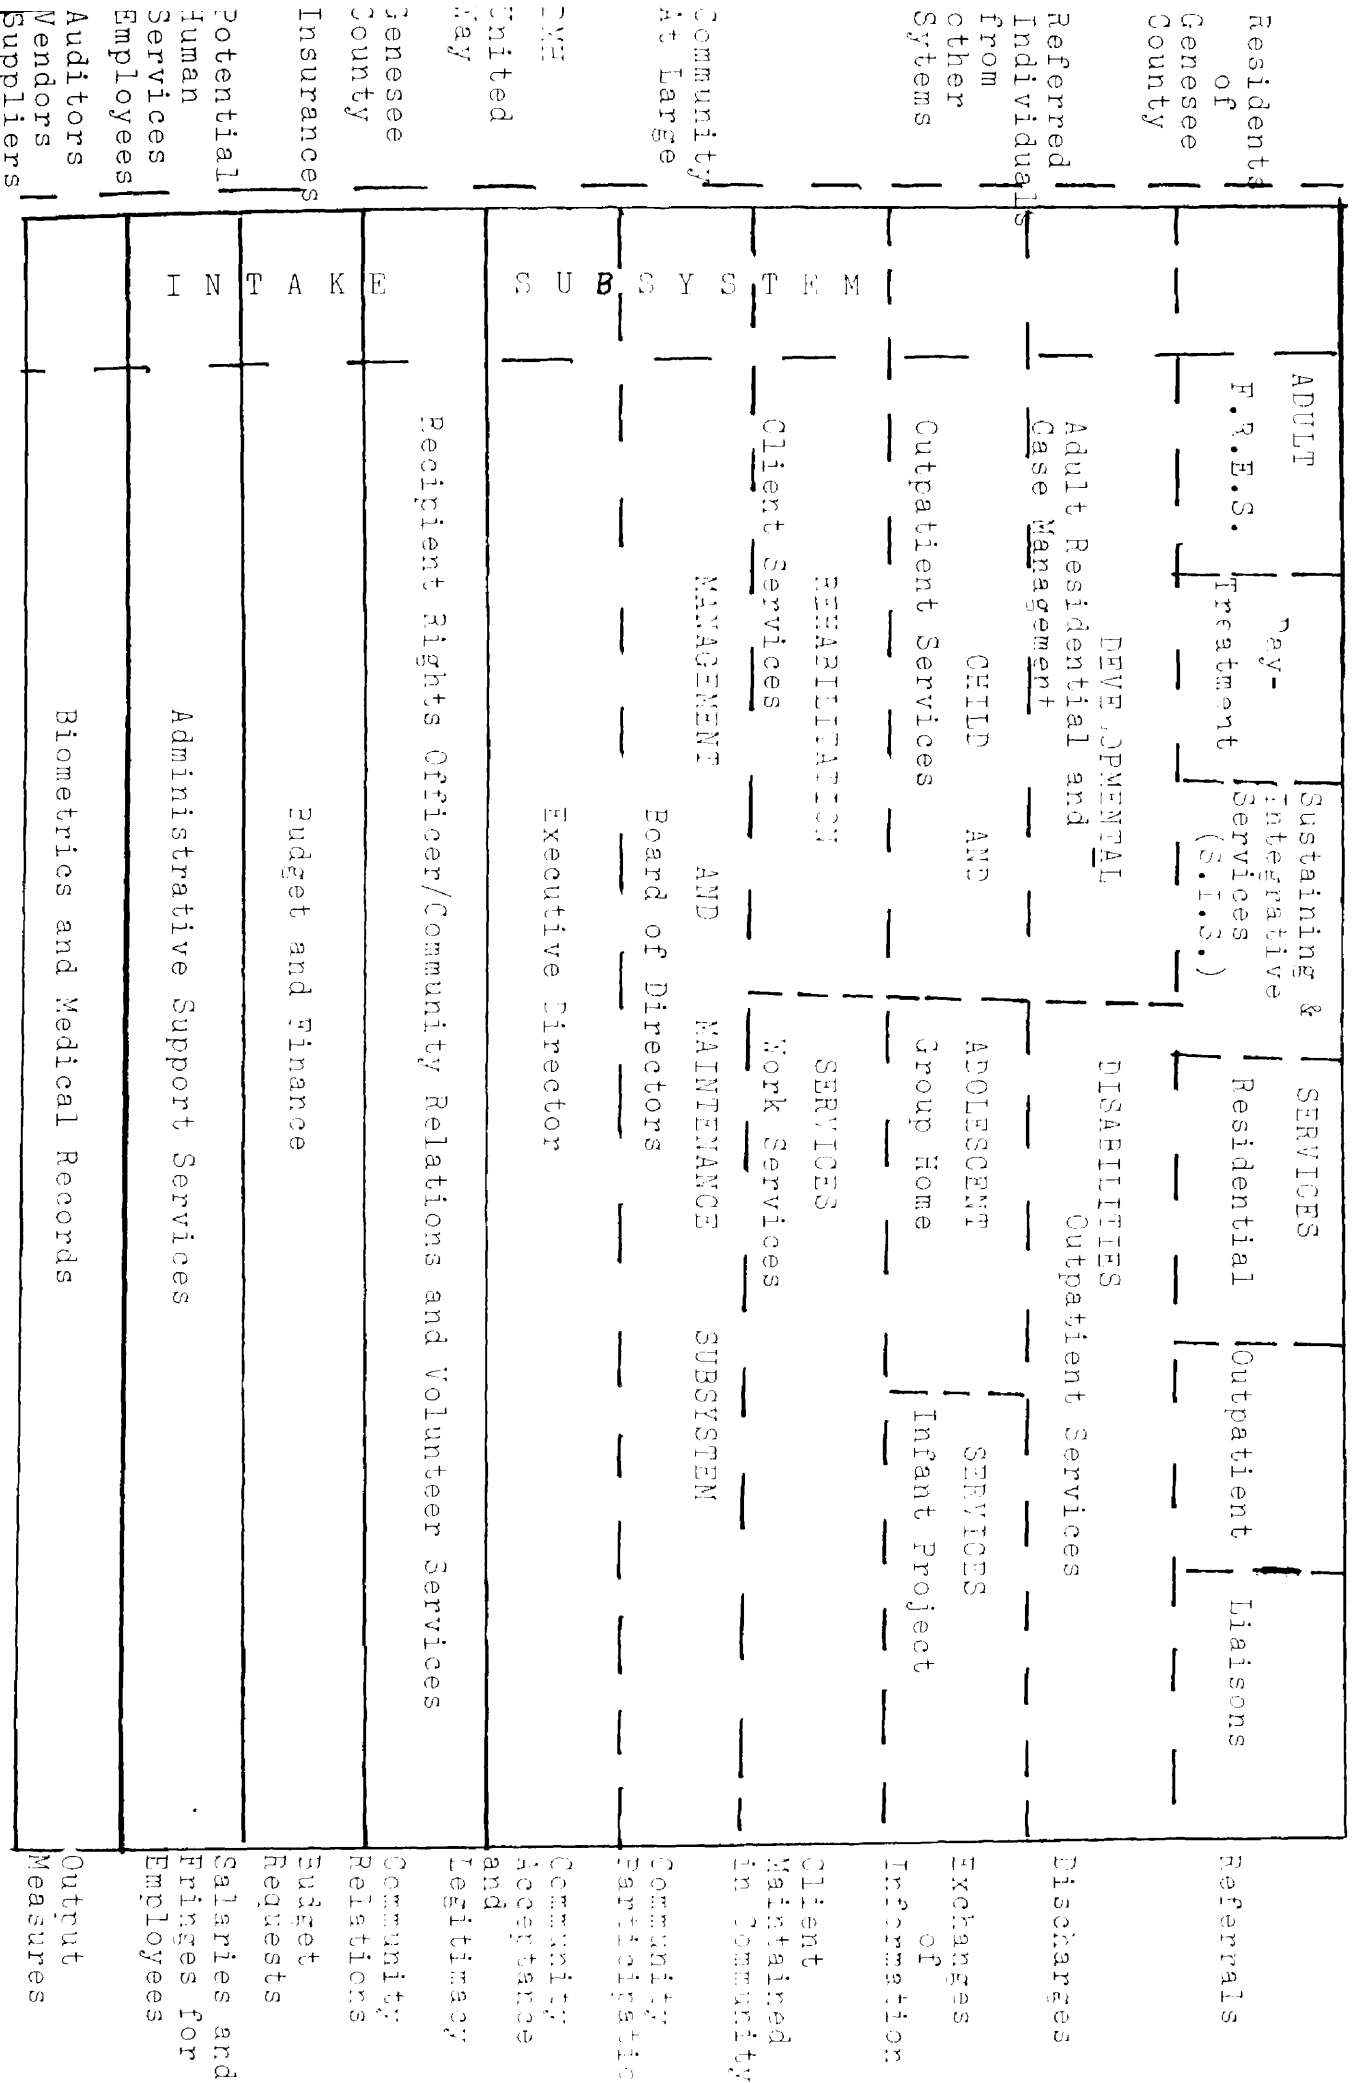 Residents
of
Genesee
County
Referred
Individuals
from
other
Sytems
Community
At Large
DMH
United
Way
Genesee
County
Insurances
Potential
Human
Services
Employees
Auditors
Vendors
Suppliers
INTAKE SUBSYSTEM
ADULT SERVICES
F.R.E.S.
Day-
Treatment
Sustaining &
Integrative
Services
(S.I.S.)
Residential
Outpatient
Liaisons
DEVELOPMENTAL DISABILITIES
Adult Residential and
Case Management
Outpatient Services
CHILD AND ADOLESCENT SERVICES
Outpatient Services
Group Home
Infant Project
REHABILITATION SERVICES
Client Services
Work Services
MANAGEMENT AND MAINTENANCE SUBSYSTEM
Board of Directors
Executive Director
Recipient Rights Officer/Community Relations and Volunteer Services
Budget and Finance
Administrative Support Services
Biometrics and Medical Records
Referrals
Discharges
Exchanges
of
Information
Client
Maintained
in Community
Community
Participatio
Community
Acceptance
and
Legitimacy
Community
Relations
Budget
Requests
Salaries and
Fringes for
Employees
Output
Measures